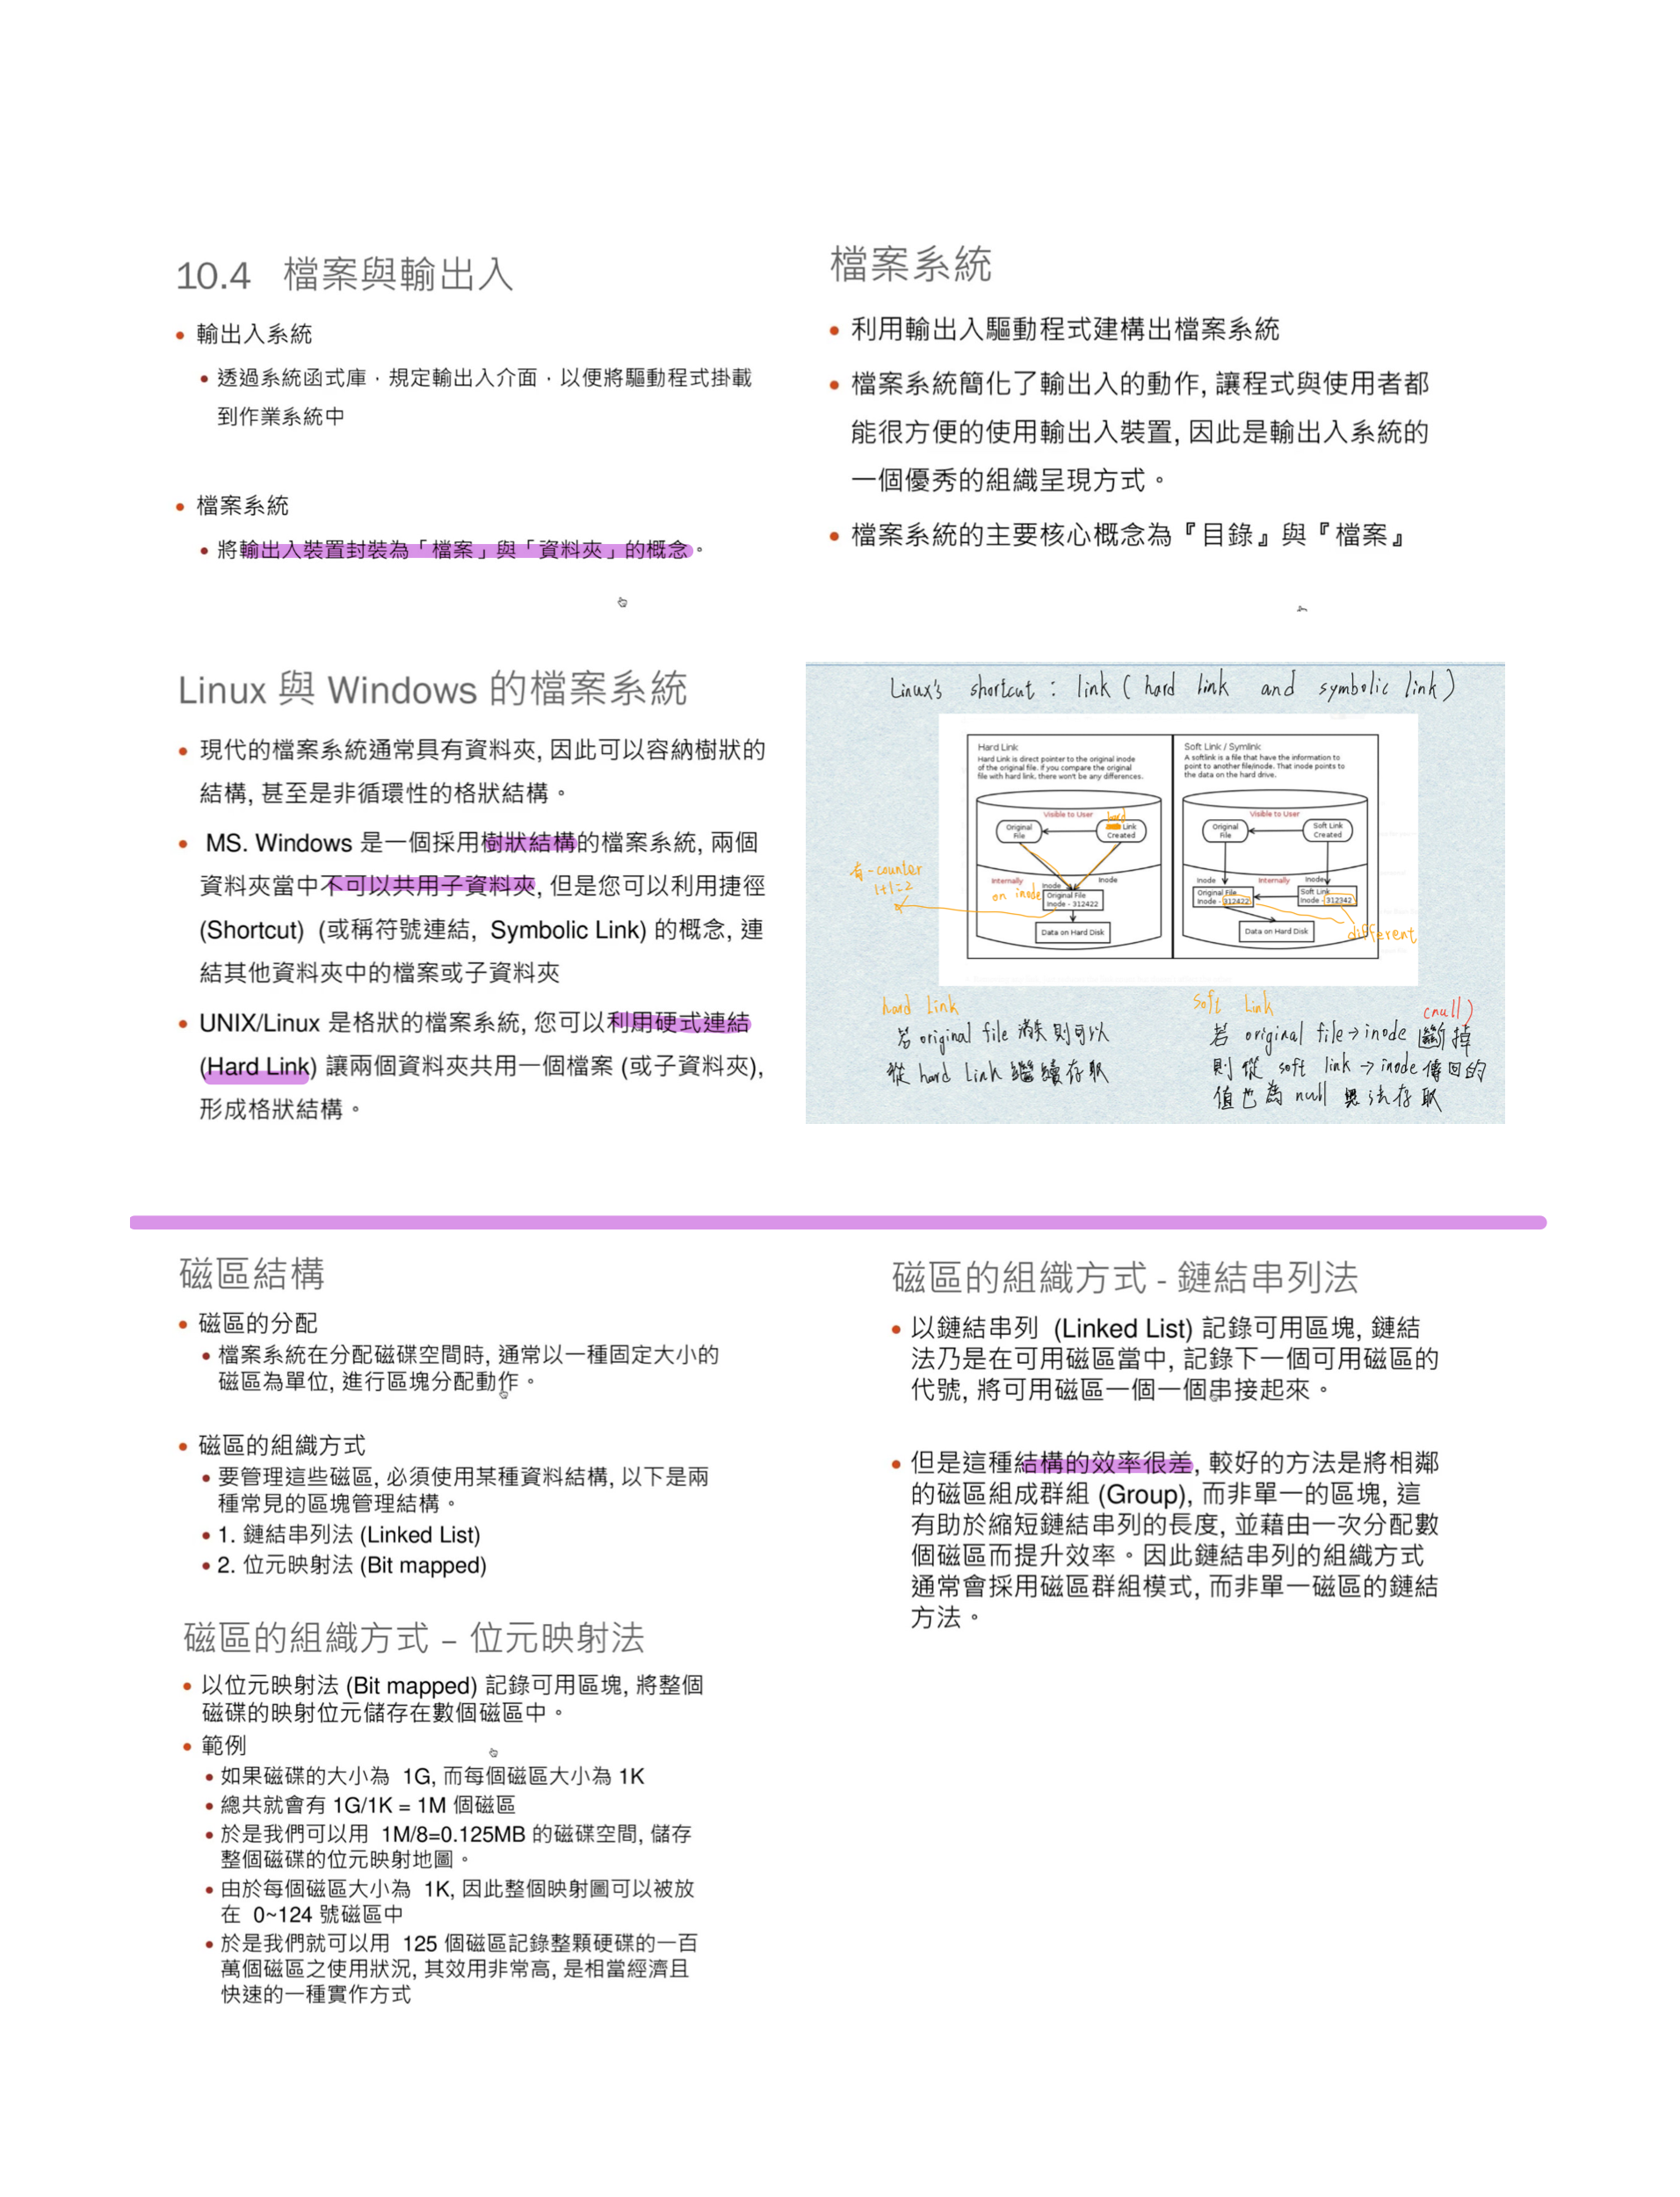 10.4 檔案與輸出入
輸出入系統
透過系統函式庫，規定輸出入介面，以便將驅動程式掛載
到作業系統中
檔案系統
將輸出入裝置封裝為「檔案」與「資料夾」的概念。
檔案系統
利用輸出入驅動程式建構出檔案系統
檔案系統簡化了輸出入的動作, 讓程式與使用者都
能很方便的使用輸出入裝置, 因此是輸出入系統的
一個優秀的組織呈現方式。
檔案系統的主要核心概念為『目錄』與『檔案』
Linux 與 Windows 的檔案系統
現代的檔案系統通常具有資料夾, 因此可以容納樹狀的
結構, 甚至是非循環性的格狀結構。
MS. Windows 是一個採用樹狀結構的檔案系統, 兩個
資料夾當中不可以共用子資料夾, 但是您可以利用捷徑
(Shortcut) (或稱符號連結, Symbolic Link) 的概念, 連
結其他資料夾中的檔案或子資料夾
UNIX/Linux 是格狀的檔案系統, 您可以利用硬式連結
(Hard Link) 讓兩個資料夾共用一個檔案 (或子資料夾),
形成格狀結構。
Linux's shortcut : link ( hard link and symbolic link )
Hard Link
Hard Link is direct pointer to the original inode
of the original file. If you compare the original
file with hard link, there won't be any differences.
Visible to User
Original
File
hard
Link
Created
Internally
Inode
Inode
on inode
Original File
Inode - 312422
Data on Hard Disk
有一counter
1+1=2
Soft Link / Symlink
A softlink is a file that have the information to
point to another file/inode. That inode points to
the data on the hard drive.
Visible to User
Original
File
Soft Link
Created
Inode
Internally
Inode
Original File
Inode - 312422
Soft Link
Inode - 312342
Data on Hard Disk
different
hard link
若 original file 消失則可以
從 hard link 繼續存取
soft link
(null)
若 original file → inode 斷掉
則從 soft link → inode 傳回的
值也為 null 無法存取
磁區結構
磁區的分配
檔案系統在分配磁碟空間時, 通常以一種固定大小的
磁區為單位, 進行區塊分配動作。
磁區的組織方式
要管理這些磁區, 必須使用某種資料結構, 以下是兩
種常見的區塊管理結構。
1. 鏈結串列法 (Linked List)
2. 位元映射法 (Bit mapped)
磁區的組織方式 - 鏈結串列法
以鏈結串列 (Linked List) 記錄可用區塊, 鏈結
法乃是在可用磁區當中, 記錄下一個可用磁區的
代號, 將可用磁區一個一個串接起來。
但是這種結構的效率很差, 較好的方法是將相鄰
的磁區組成群組 (Group), 而非單一的區塊, 這
有助於縮短鏈結串列的長度, 並藉由一次分配數
個磁區而提升效率。因此鏈結串列的組織方式
通常會採用磁區群組模式, 而非單一磁區的鏈結
方法。
磁區的組織方式 – 位元映射法
以位元映射法 (Bit mapped) 記錄可用區塊, 將整個
磁碟的映射位元儲存在數個磁區中。
範例
如果磁碟的大小為 1G, 而每個磁區大小為 1K
總共就會有 1G/1K = 1M 個磁區
於是我們可以用 1M/8=0.125MB 的磁碟空間, 儲存
整個磁碟的位元映射地圖。
由於每個磁區大小為 1K, 因此整個映射圖可以被放
在 0~124 號磁區中
於是我們就可以用 125 個磁區記錄整顆硬碟的一百
萬個磁區之使用狀況, 其效用非常高, 是相當經濟且
快速的一種實作方式